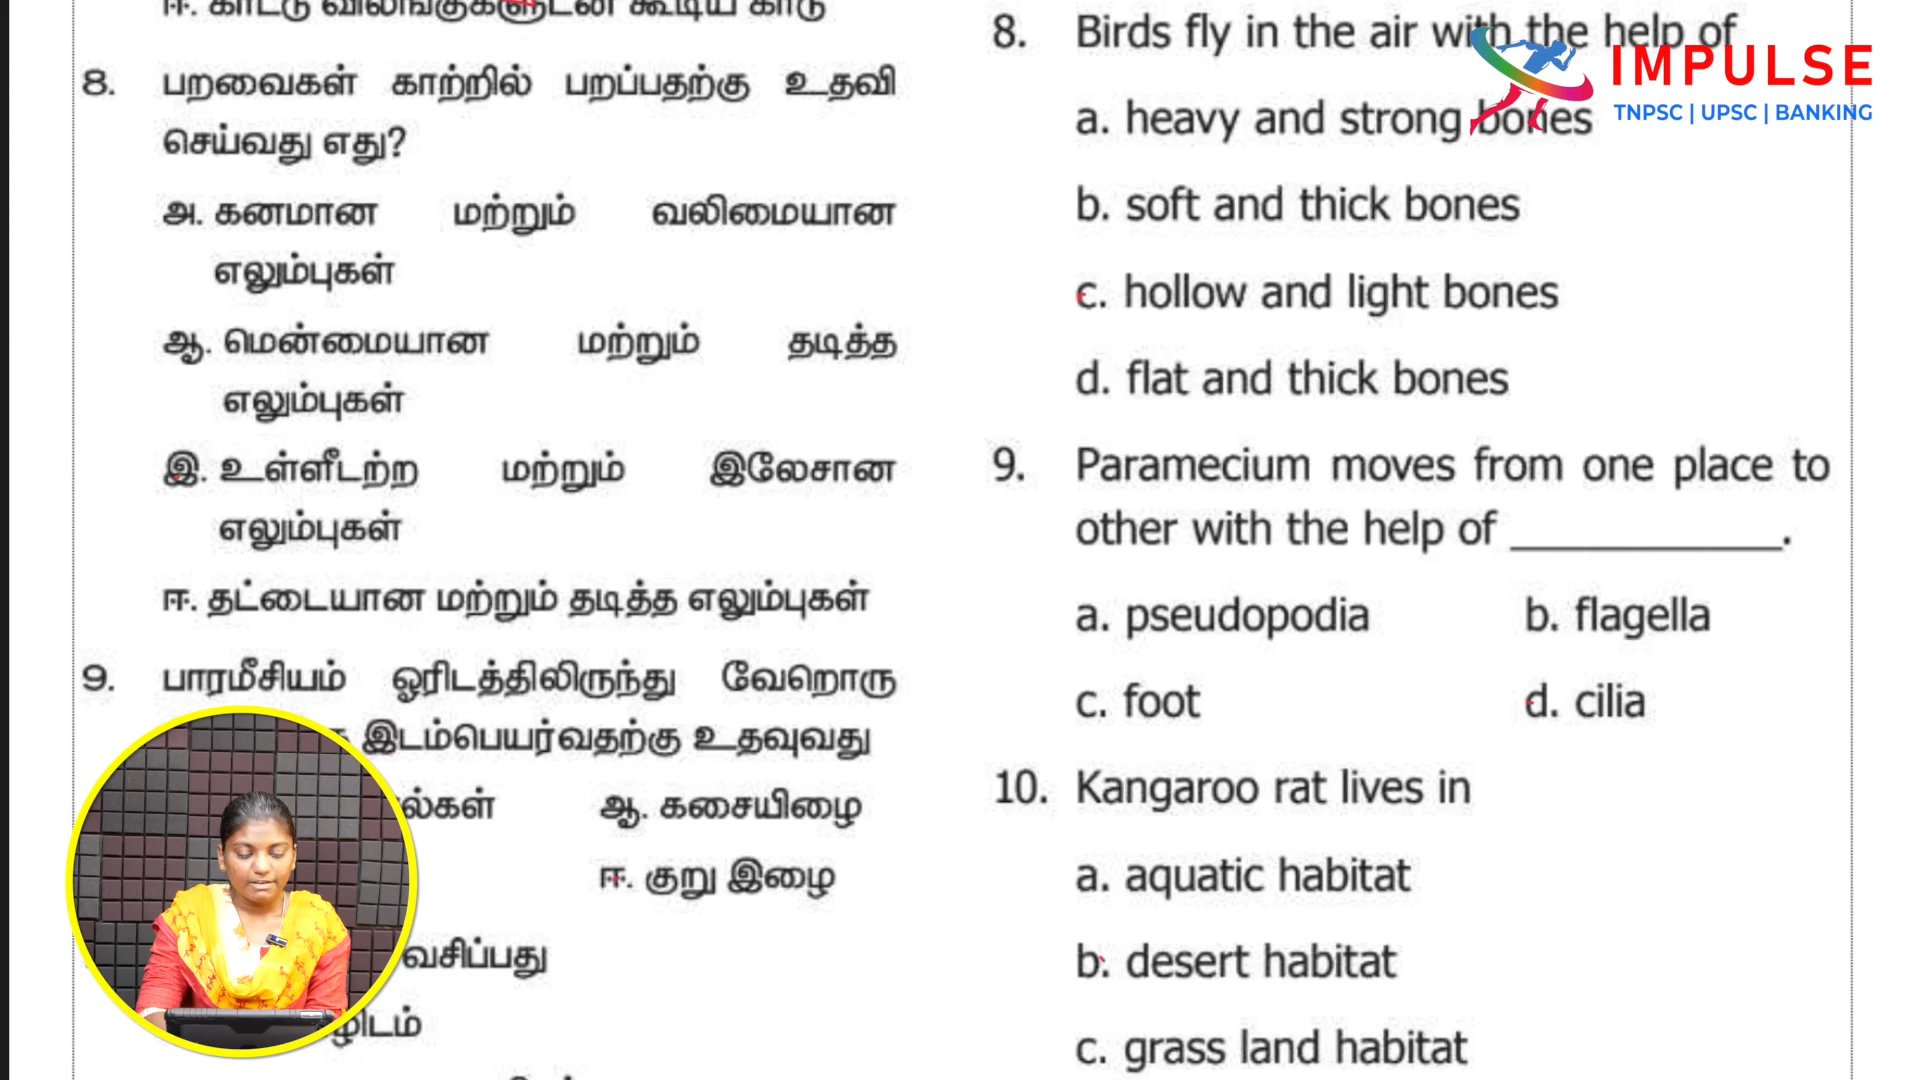 ஈ. காட்டு விலங்குகளுடன் கூடிய காடு
8. பறவைகள் காற்றில் பறப்பதற்கு உதவி
செய்வது எது?
அ. கனமான மற்றும் வலிமையான
எலும்புகள்
ஆ. மென்மையான மற்றும் தடித்த
எலும்புகள்
இ. உள்ளீடற்ற மற்றும் இலேசான
எலும்புகள்
ஈ. தட்டையான மற்றும் தடித்த எலும்புகள்
9. பாரமீசியம் ஓரிடத்திலிருந்து வேறொரு
இடம்பெயர்வதற்கு உதவுவது
ஆ. கசையிழை
ஈ. குறு இழை
வசிப்பது
8. Birds fly in the air with the help of
a. heavy and strong bones
b. soft and thick bones
c. hollow and light bones
d. flat and thick bones
9. Paramecium moves from one place to
other with the help of ____________.
a. pseudopodia b. flagella
c. foot d. cilia
10. Kangaroo rat lives in
a. aquatic habitat
b. desert habitat
c. grass land habitat
IMPULSE
TNPSC | UPSC | BANKING